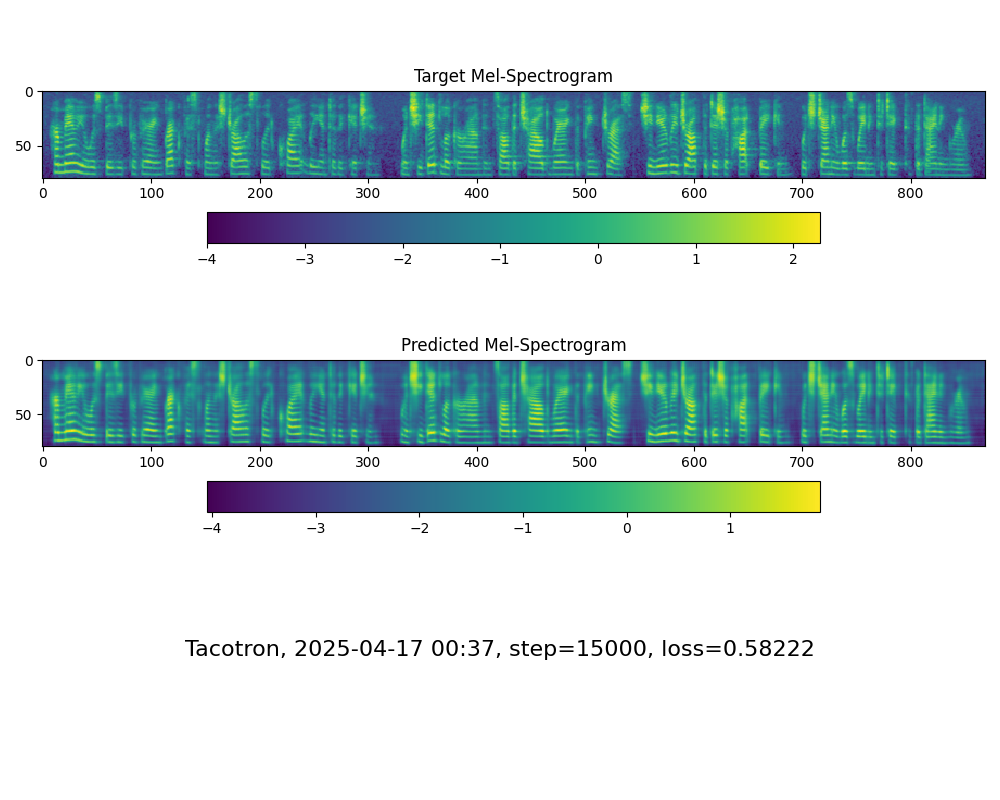 Target Mel-Spectrogram
0
50
100 200 300 400 500 600 700 800
−4 −3 −2 −1 0 1 2
Predicted Mel-Spectrogram
0
50
100 200 300 400 500 600 700 800
−4 −3 −2 −1 0 1
Tacotron, 2025-04-17 00:37, step=15000, loss=0.58222